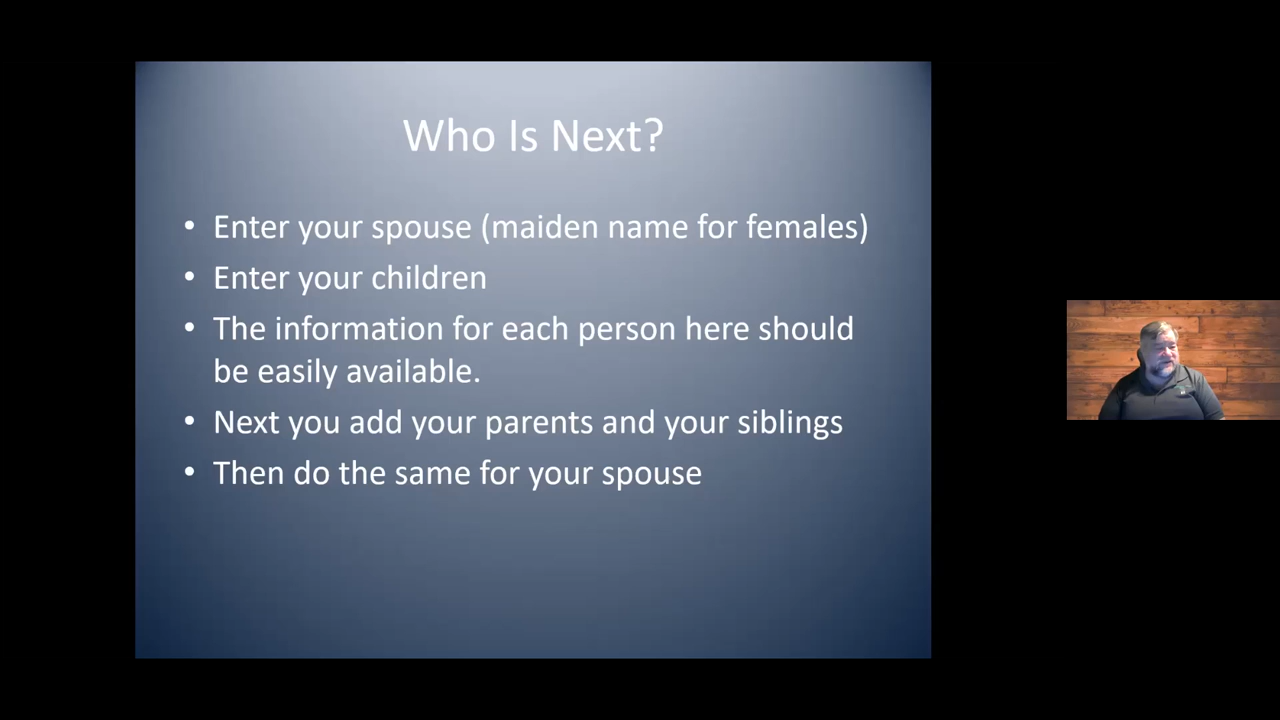 Who Is Next?
• Enter your spouse (maiden name for females)
• Enter your children
• The information for each person here should
be easily available.
• Next you add your parents and your siblings
• Then do the same for your spouse